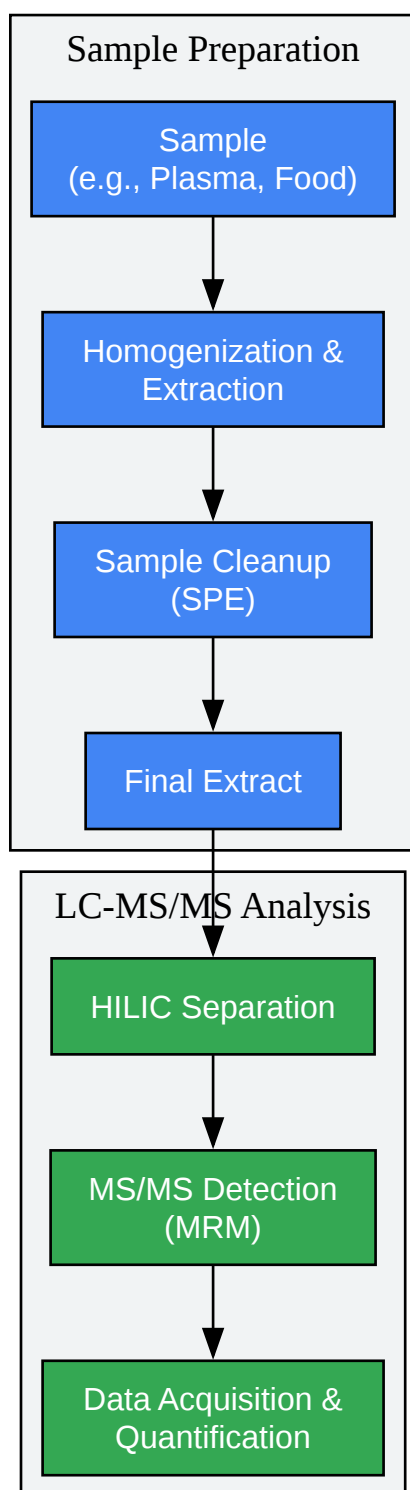 Sample Preparation
Sample
(e.g., Plasma, Food)
Homogenization &
Extraction
Sample Cleanup
(SPE)
Final Extract
LC-MS/MS Analysis
HILIC Separation
MS/MS Detection
(MRM)
Data Acquisition &
Quantification